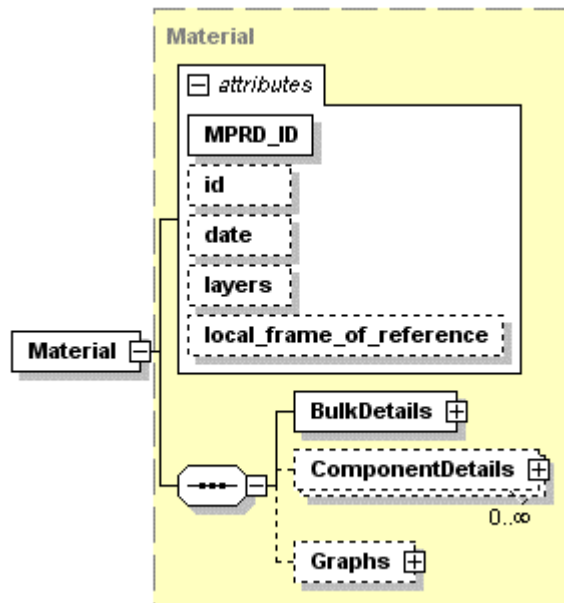 Material
attributes
MPRD_ID
id
date
layers
local_frame_of_reference
Material
BulkDetails
ComponentDetails
0..∞
Graphs